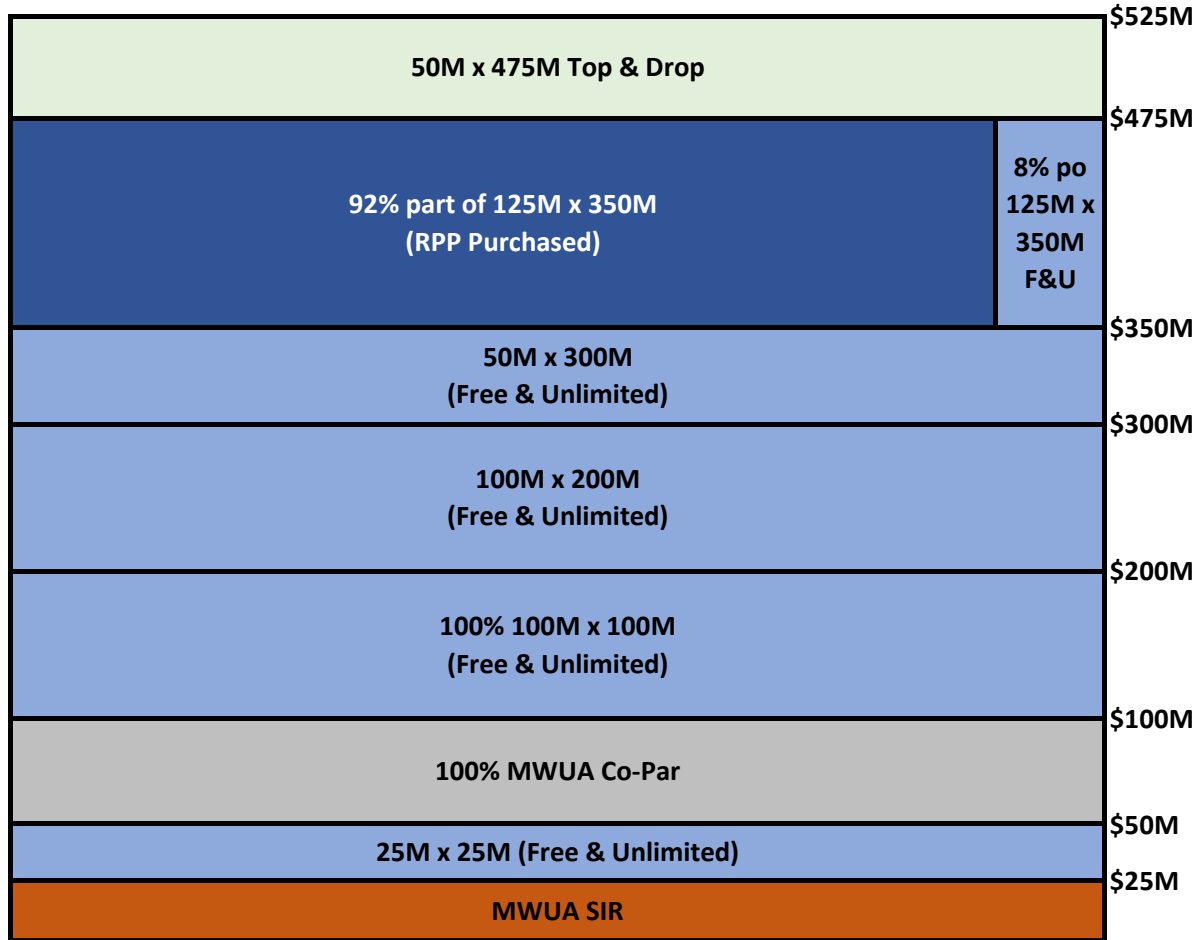 $525M
50M x 475M Top & Drop
$475M
92% part of 125M x 350M
(RPP Purchased)
8% po
125M x
350M
F&U
$350M
50M x 300M
(Free & Unlimited)
$300M
100M x 200M
(Free & Unlimited)
$200M
100% 100M x 100M
(Free & Unlimited)
$100M
100% MWUA Co-Par
$50M
25M x 25M (Free & Unlimited)
$25M
MWUA SIR